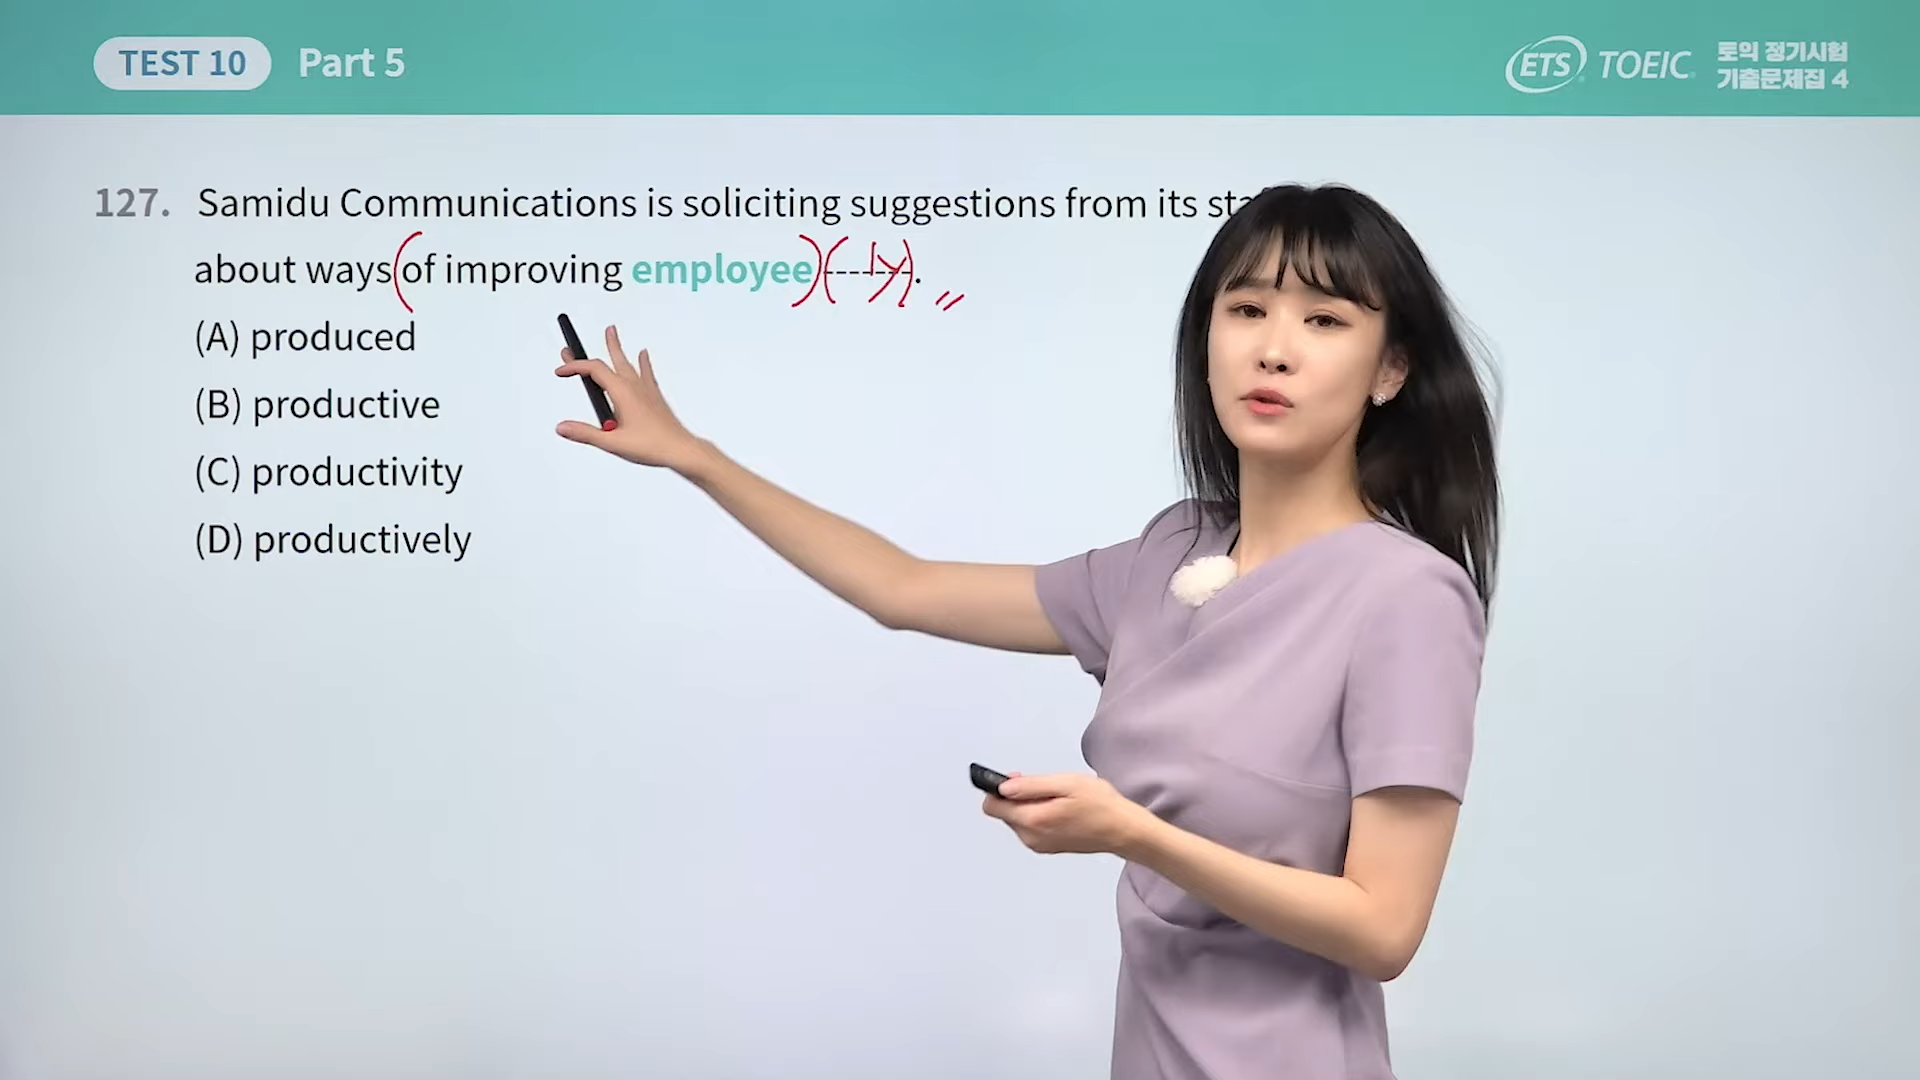 TEST 10 Part 5
ETS TOEIC 토익 정기시험
기출문제집 4
127. Samidu Communications is soliciting suggestions from its
about ways (of improving employee) (------ly).
(A) produced
(B) productive
(C) productivity
(D) productively